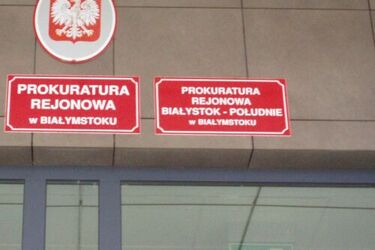 PROKURATURA
REJONOWA
w BIAŁYMSTOKU
PROKURATURA
REJONOWA
BIAŁYSTOK - POŁUDNIE
w BIAŁYMSTOKU